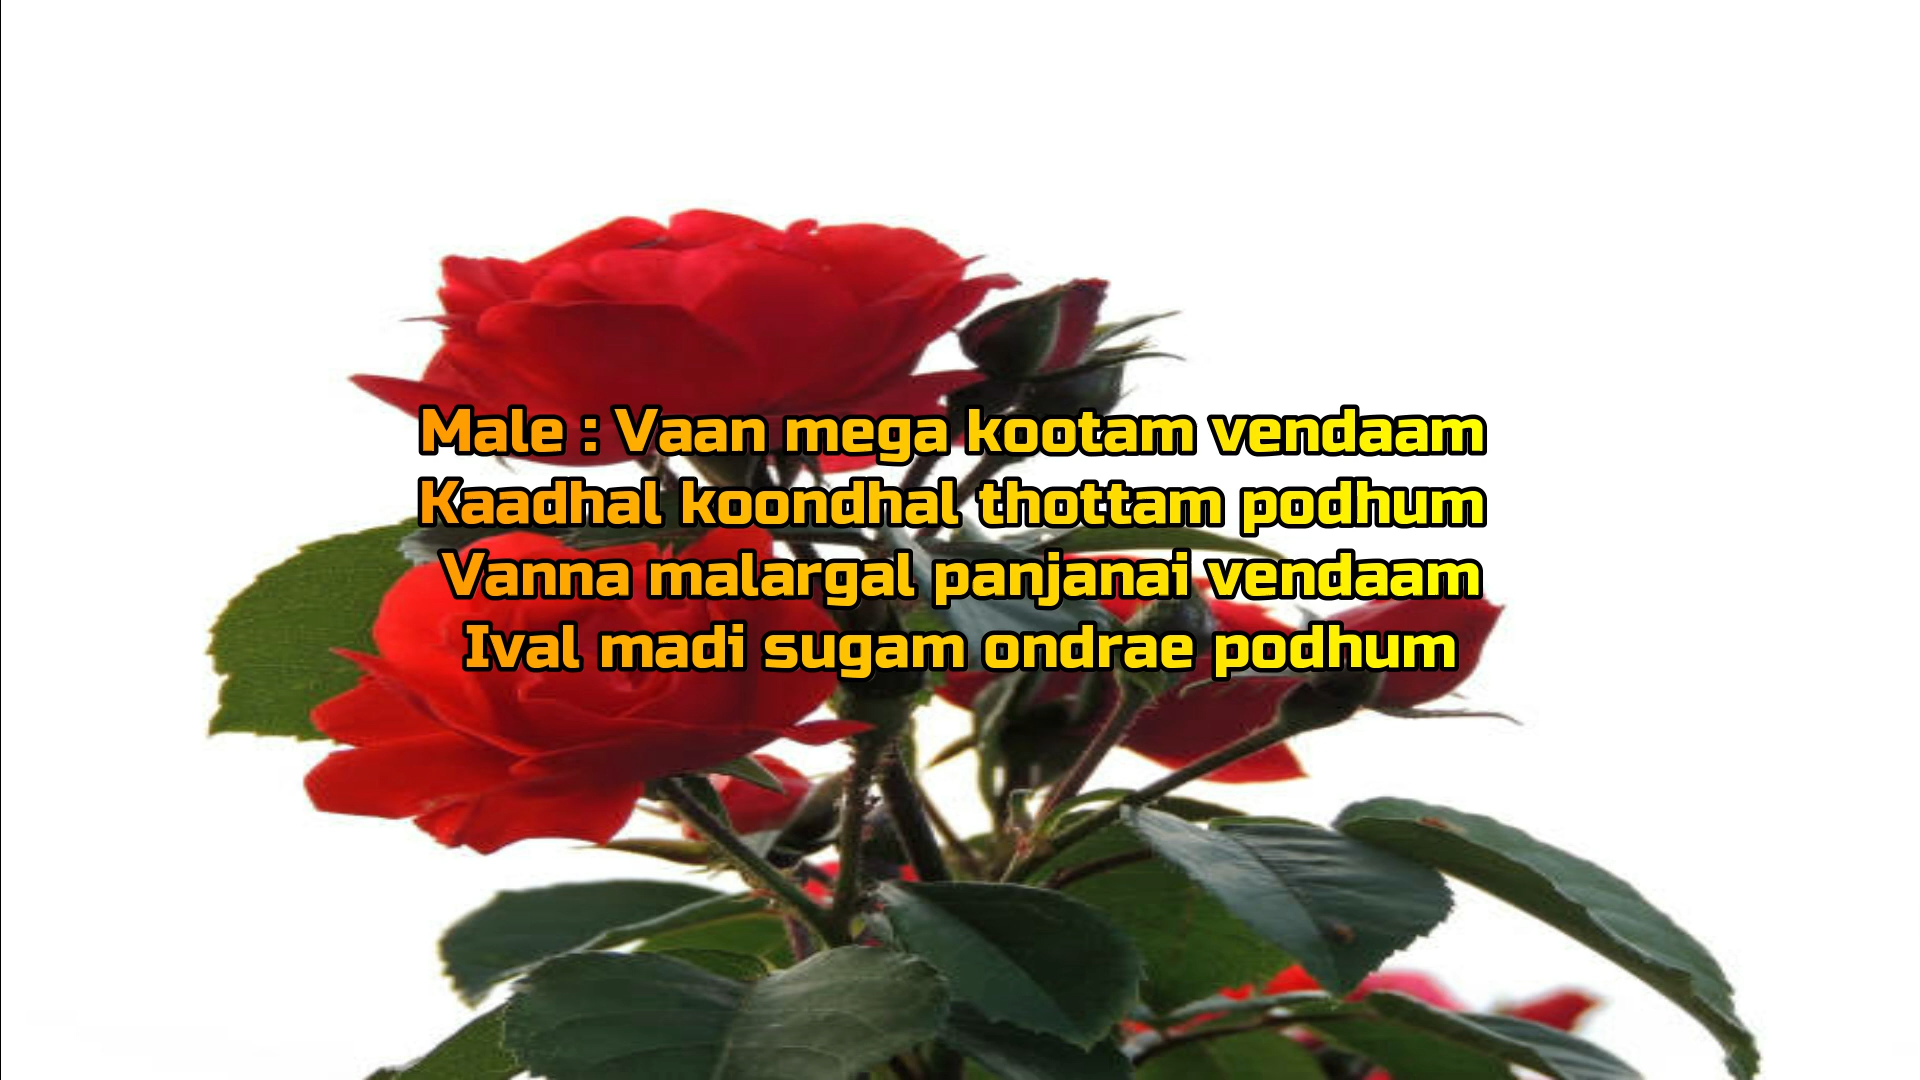 Male : Vaan mega kootam vendaam
Kaadhal koondhal thottam podhum
Vanna malargal panjanai vendaam
Ival madi sugam ondrae podhum